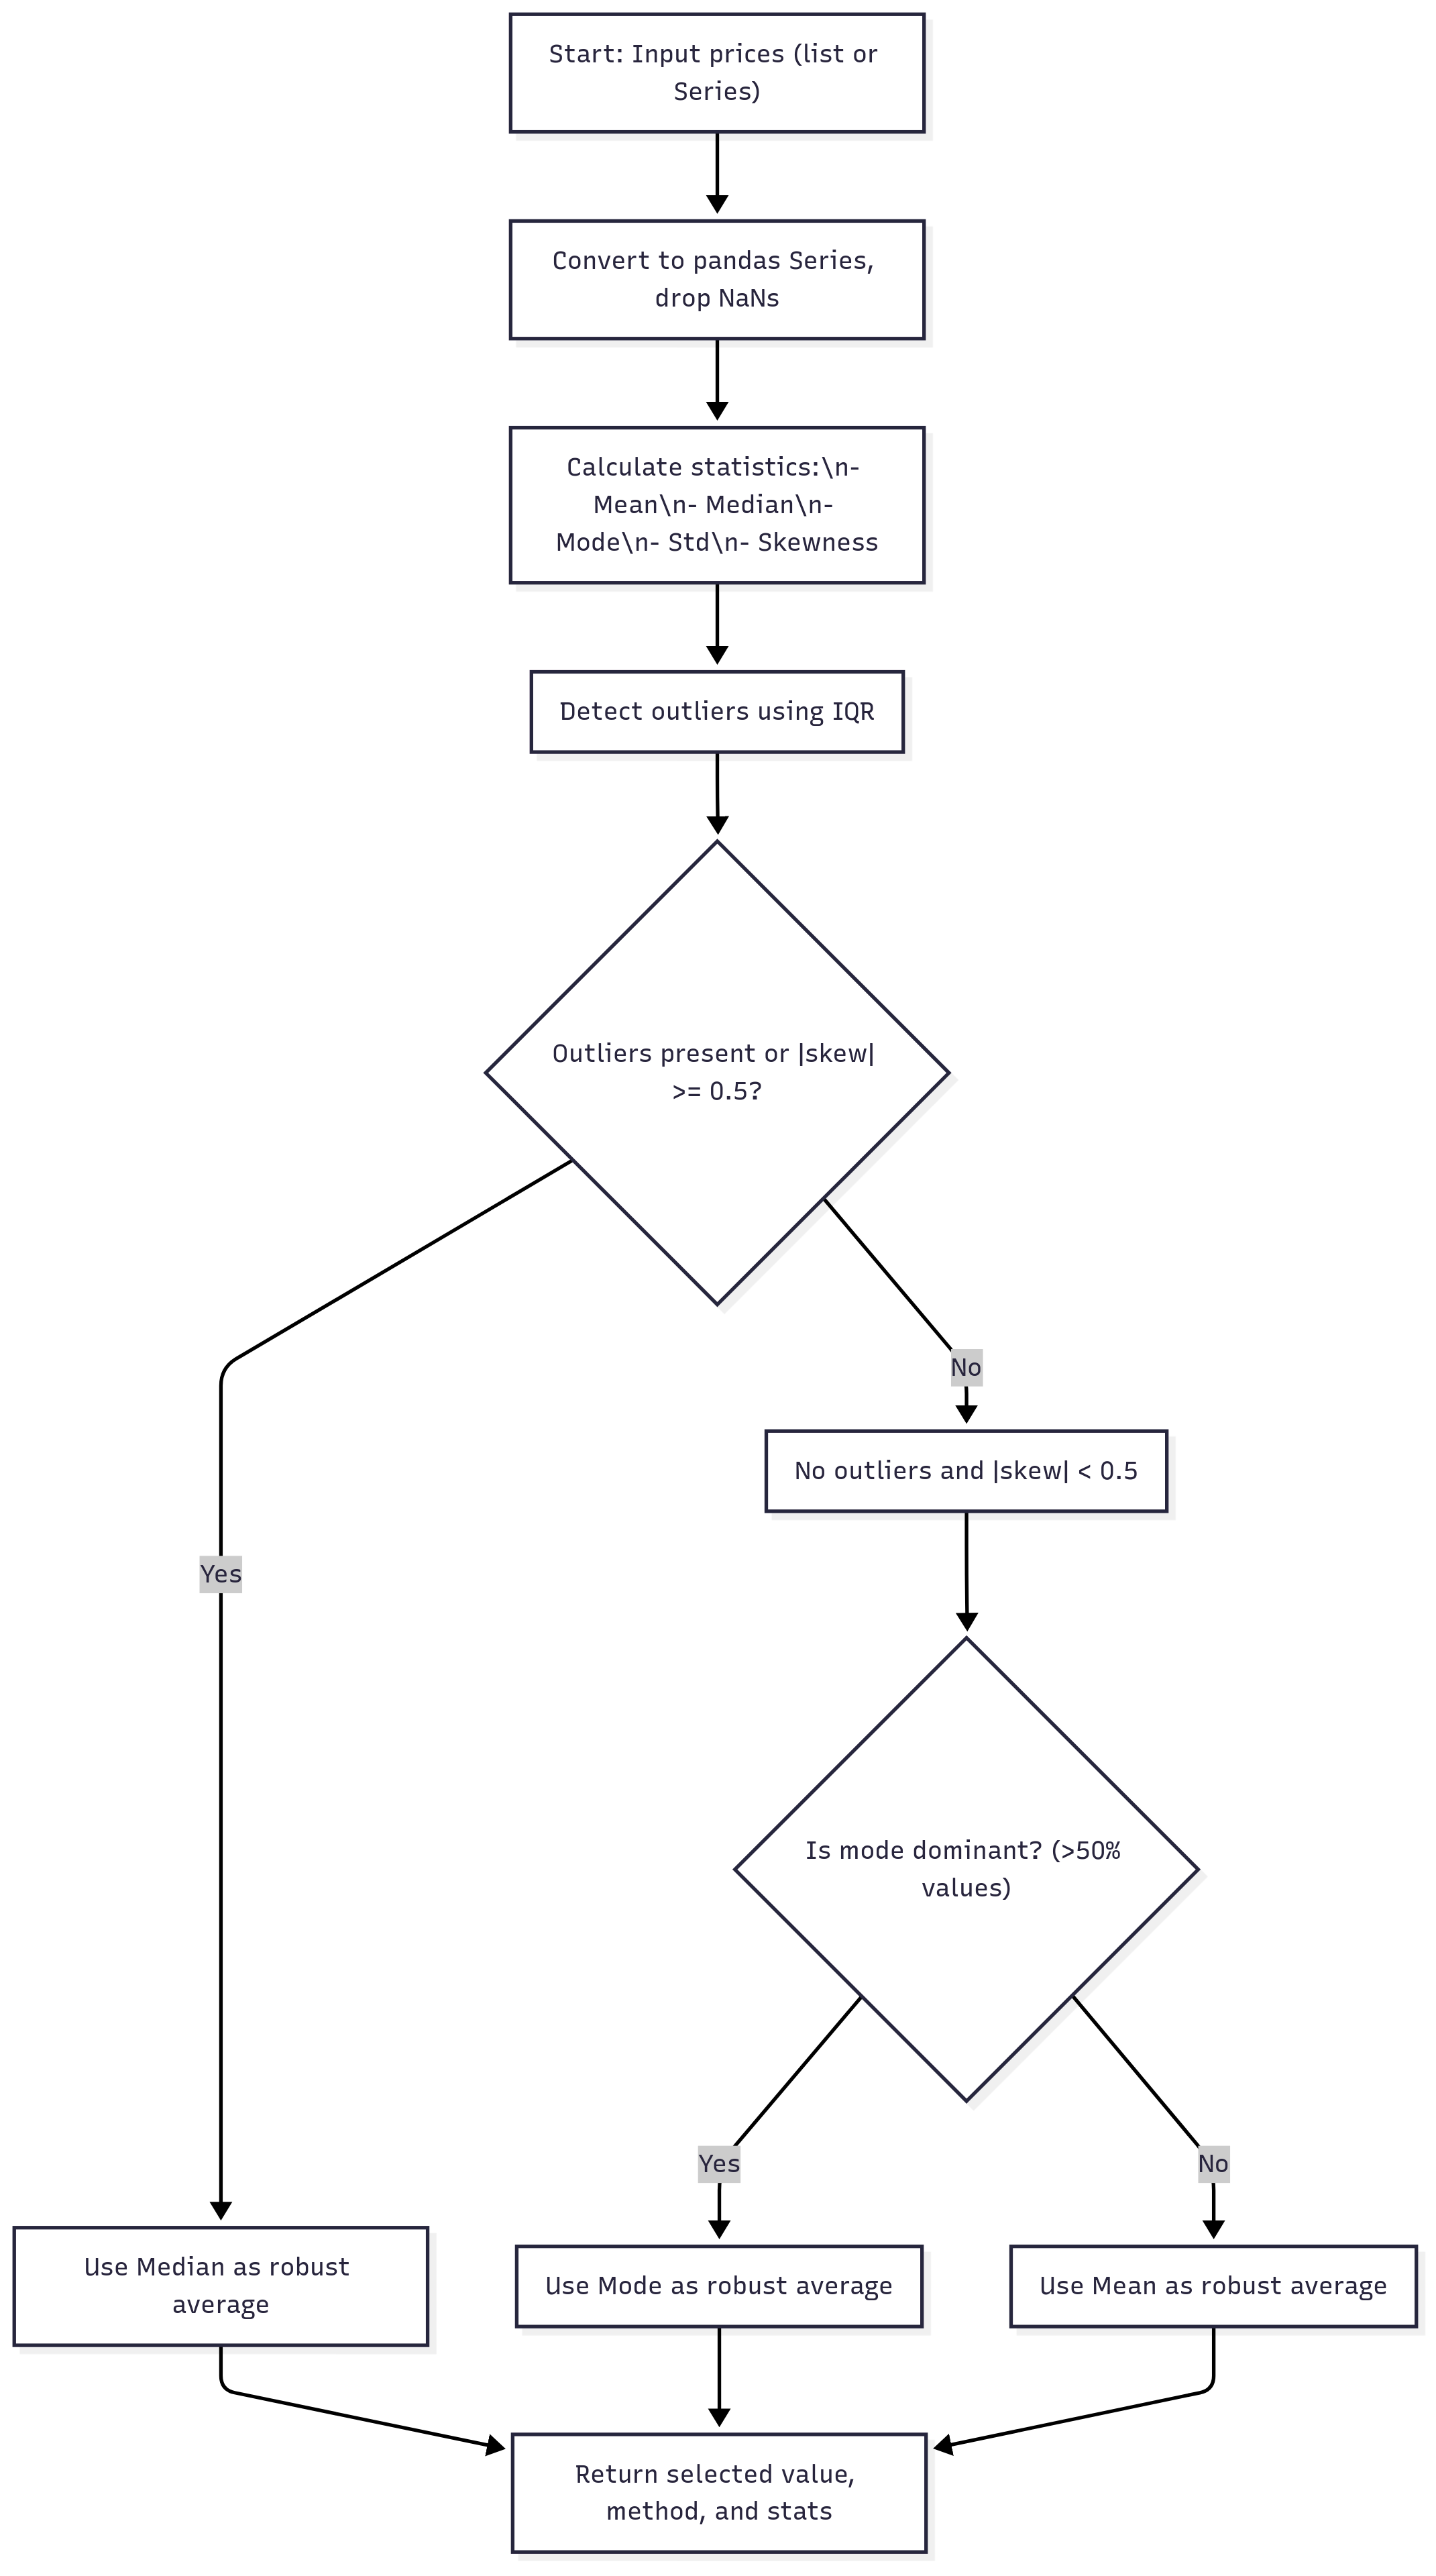 Start: Input prices (list or
Series)
Convert to pandas Series,
drop NaNs
Calculate statistics:\n-
Mean\n- Median\n-
Mode\n- Std\n- Skewness
Detect outliers using IQR
Outliers present or |skew|
>= 0.5?
No
No outliers and |skew| < 0.5
Yes
Is mode dominant? (>50%
values)
Yes
No
Use Median as robust
average
Use Mode as robust average
Use Mean as robust average
Return selected value,
method, and stats